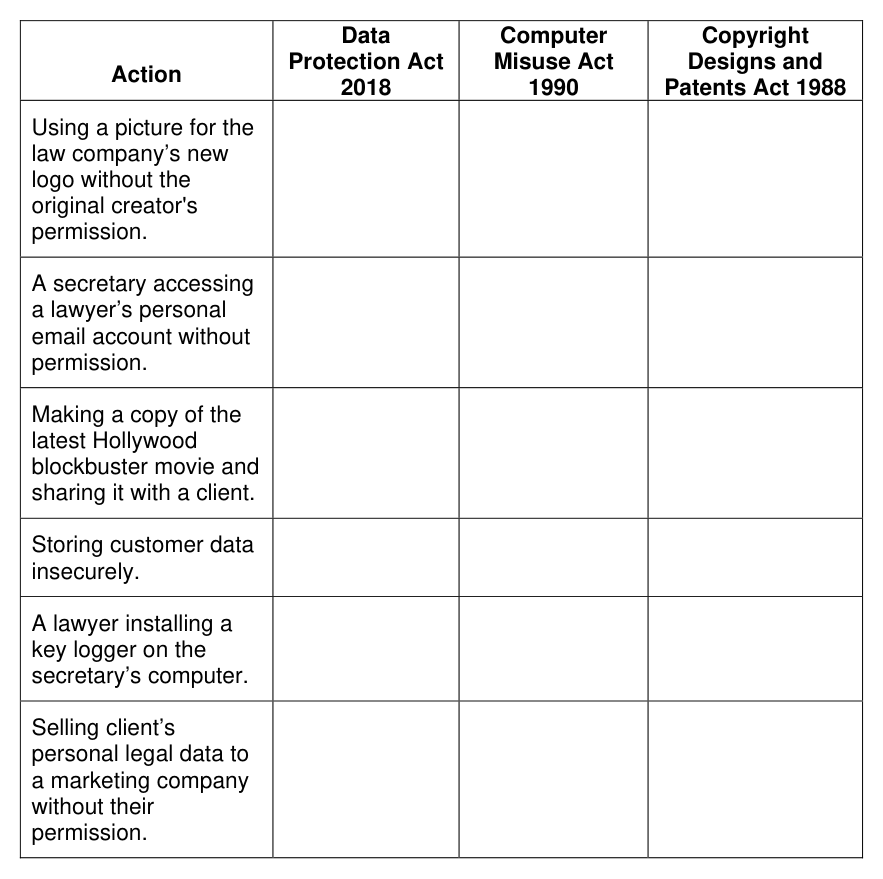 Action
Data
Protection Act
2018
Computer
Misuse Act
1990
Copyright
Designs and
Patents Act 1988
Using a picture for the
law company’s new
logo without the
original creator's
permission.
A secretary accessing
a lawyer’s personal
email account without
permission.
Making a copy of the
latest Hollywood
blockbuster movie and
sharing it with a client.
Storing customer data
insecurely.
A lawyer installing a
key logger on the
secretary’s computer.
Selling client’s
personal legal data to
a marketing company
without their
permission.